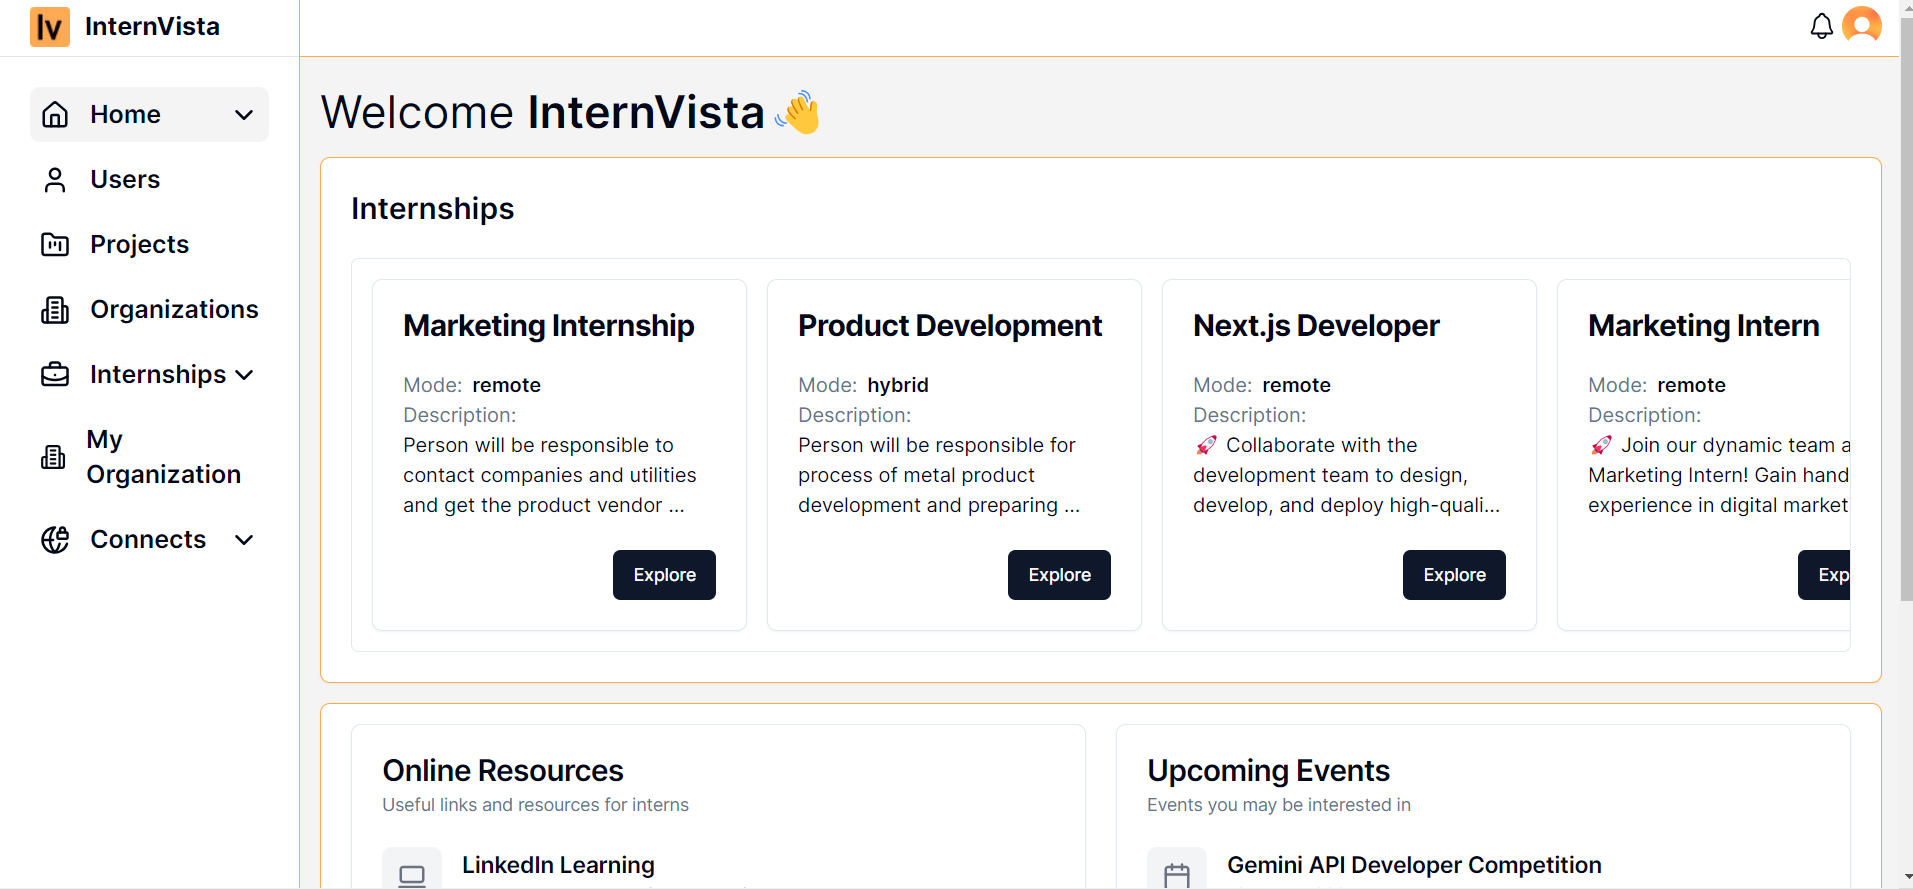 Iv InternVista
Home
Users
Projects
Organizations
Internships
My
Organization
Connects
Welcome InternVista 👋
Internships
Marketing Internship
Mode: remote
Description:
Person will be responsible to
contact companies and utilities
and get the product vendor ...
Explore
Product Development
Mode: hybrid
Description:
Person will be responsible for
process of metal product
development and preparing ...
Explore
Next.js Developer
Mode: remote
Description:
🚀 Collaborate with the
development team to design,
develop, and deploy high-quali...
Explore
Marketing Intern
Mode: remote
Description:
🚀 Join our dynamic team a
Marketing Intern! Gain hand
experience in digital market
Exp
Online Resources
Useful links and resources for interns
LinkedIn Learning
Upcoming Events
Events you may be interested in
Gemini API Developer Competition